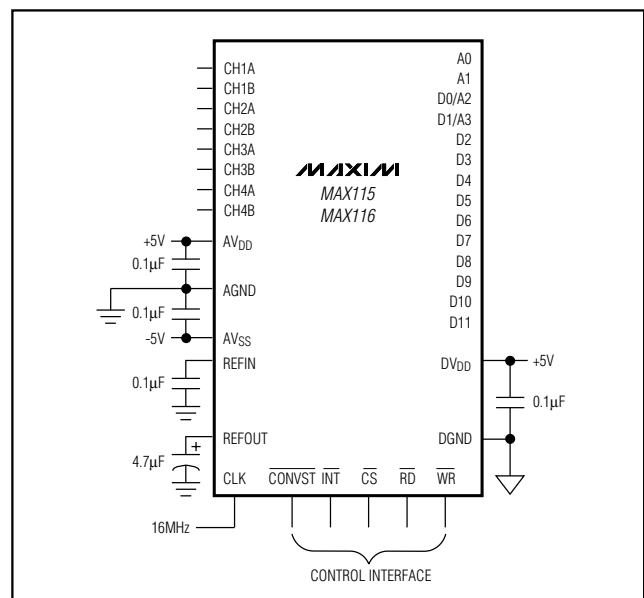 CH1A
CH1B
CH2A
CH2B
CH3A
CH3B
CH4A
CH4B
+5V
AVDD
0.1µF
AGND
0.1µF
-5V
AVSS
REFIN
0.1µF
REFOUT
+
4.7µF
CLK
16MHz
MAXIM
MAX115
MAX116
A0
A1
D0/A2
D1/A3
D2
D3
D4
D5
D6
D7
D8
D9
D10
D11
DVDD
+5V
0.1µF
DGND
CONVST INT CS RD WR
CONTROL INTERFACE